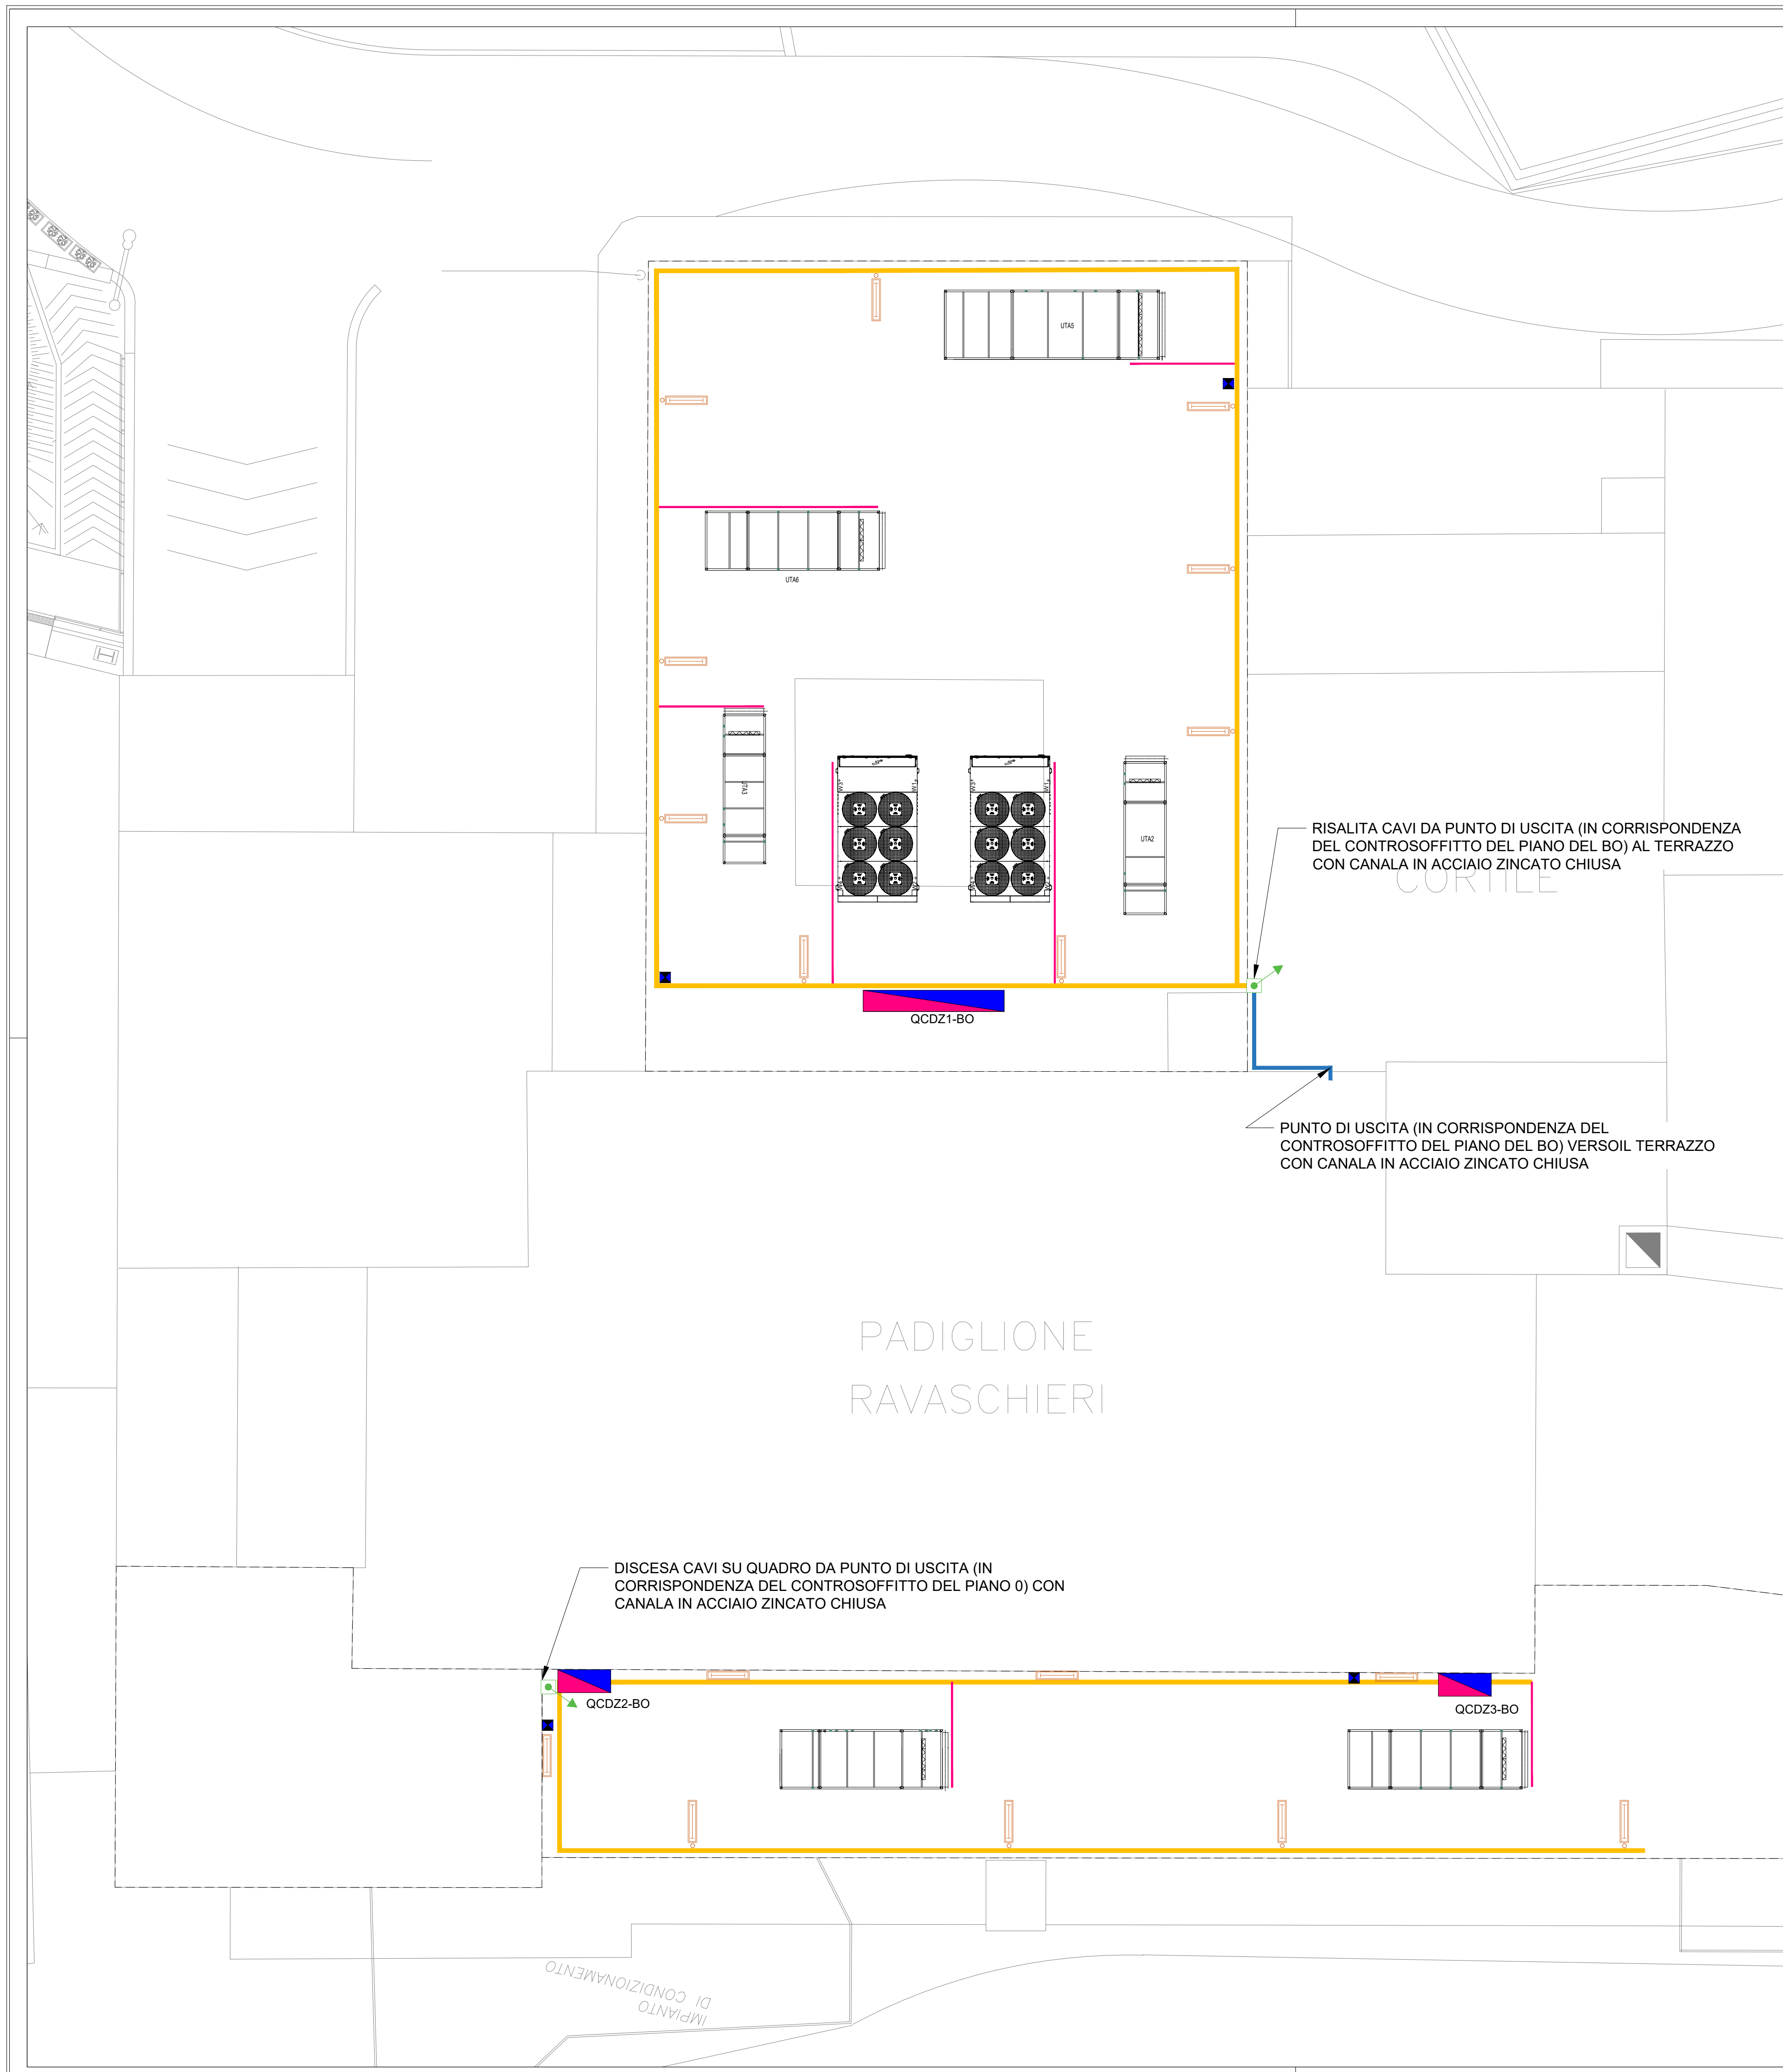 UTA5
UTA6
UTA3
W3
W1
W3
W1
UTA2
RISALITA CAVI DA PUNTO DI USCITA (IN CORRISPONDENZA
DEL CONTROSOFFITTO DEL PIANO DEL BO) AL TERRAZZO
CON CANALA IN ACCIAIO ZINCATO CHIUSA
CORTILE
QCDZ1-BO
PUNTO DI USCITA (IN CORRISPONDENZA DEL
CONTROSOFFITTO DEL PIANO DEL BO) VERSOIL TERRAZZO
CON CANALA IN ACCIAIO ZINCATO CHIUSA
PADIGLIONE
RAVASCHIERI
DISCESA CAVI SU QUADRO DA PUNTO DI USCITA (IN
CORRISPONDENZA DEL CONTROSOFFITTO DEL PIANO 0) CON
CANALA IN ACCIAIO ZINCATO CHIUSA
QCDZ2-BO
QCDZ3-BO
IMPIANTO
DI CONDIZIONAMENTO